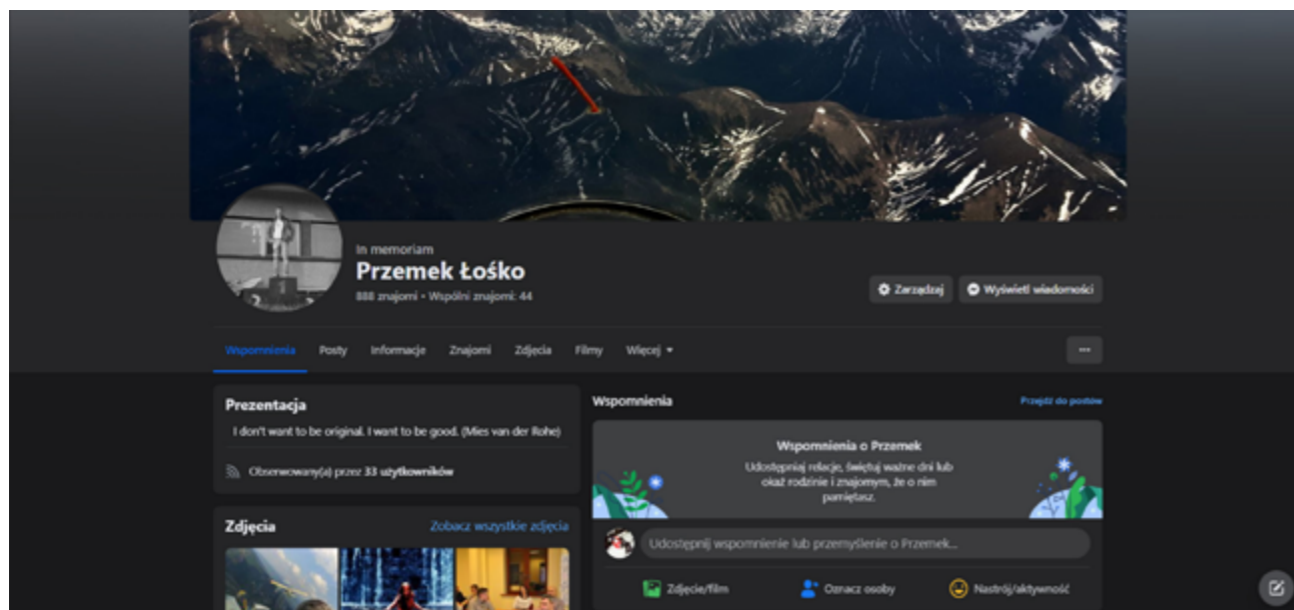 In memoriam
Przemek Łośko
888 znajomi • Wspólni znajomi: 44
Zarządzaj
Wyświetl wiadomości
Wspomnienia
Posty
Informacje
Znajomi
Zdjęcia
Filmy
Więcej
Prezentacja
I don't want to be original. I want to be good. (Mies van der Rohe)
Obserwowany(a) przez 33 użytkowników
Zdjęcia
Zobacz wszystkie zdjęcia
Wspomnienia
Przejdź do postów
Wspomnienia o Przemek
Udostępniaj relacje, świętuj ważne dni lub
okaż rodzinie i znajomym, że o nim
pamiętasz.
Udostępnij wspomnienie lub przemyślenie o Przemek...
Zdjęcie/film
Oznacz osoby
Nastrój/aktywność